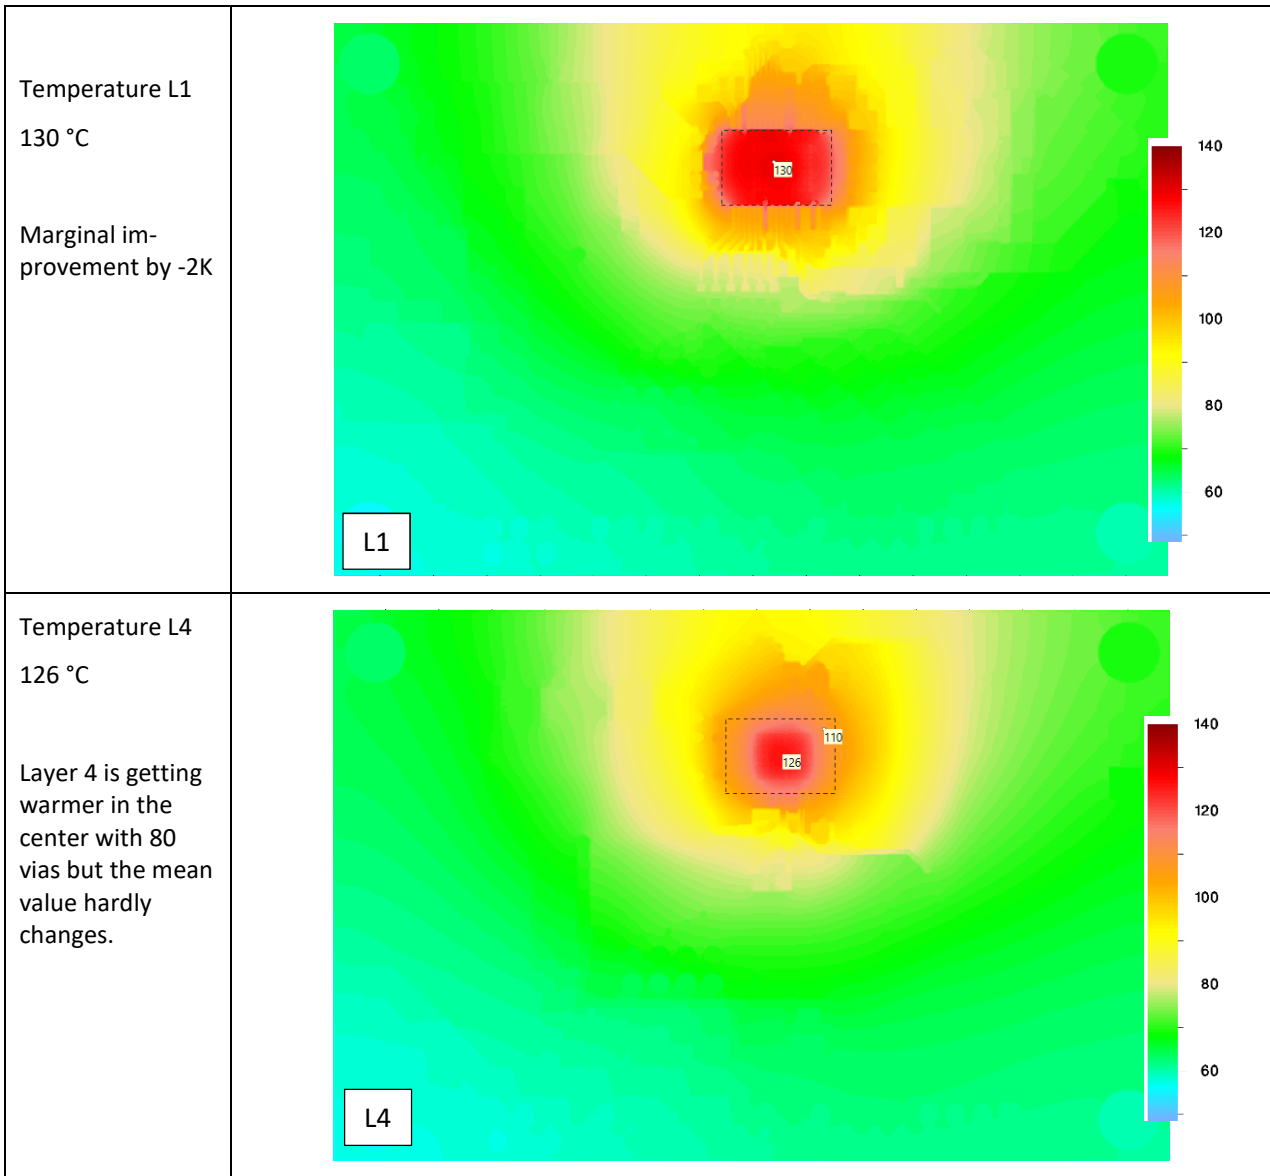 Temperature L1
130 °C
Marginal im-
provement by -2K
130
140
120
100
80
60
L1
Temperature L4
126 °C
Layer 4 is getting
warmer in the
center with 80
vias but the mean
value hardly
changes.
110
126
140
120
100
80
60
L4